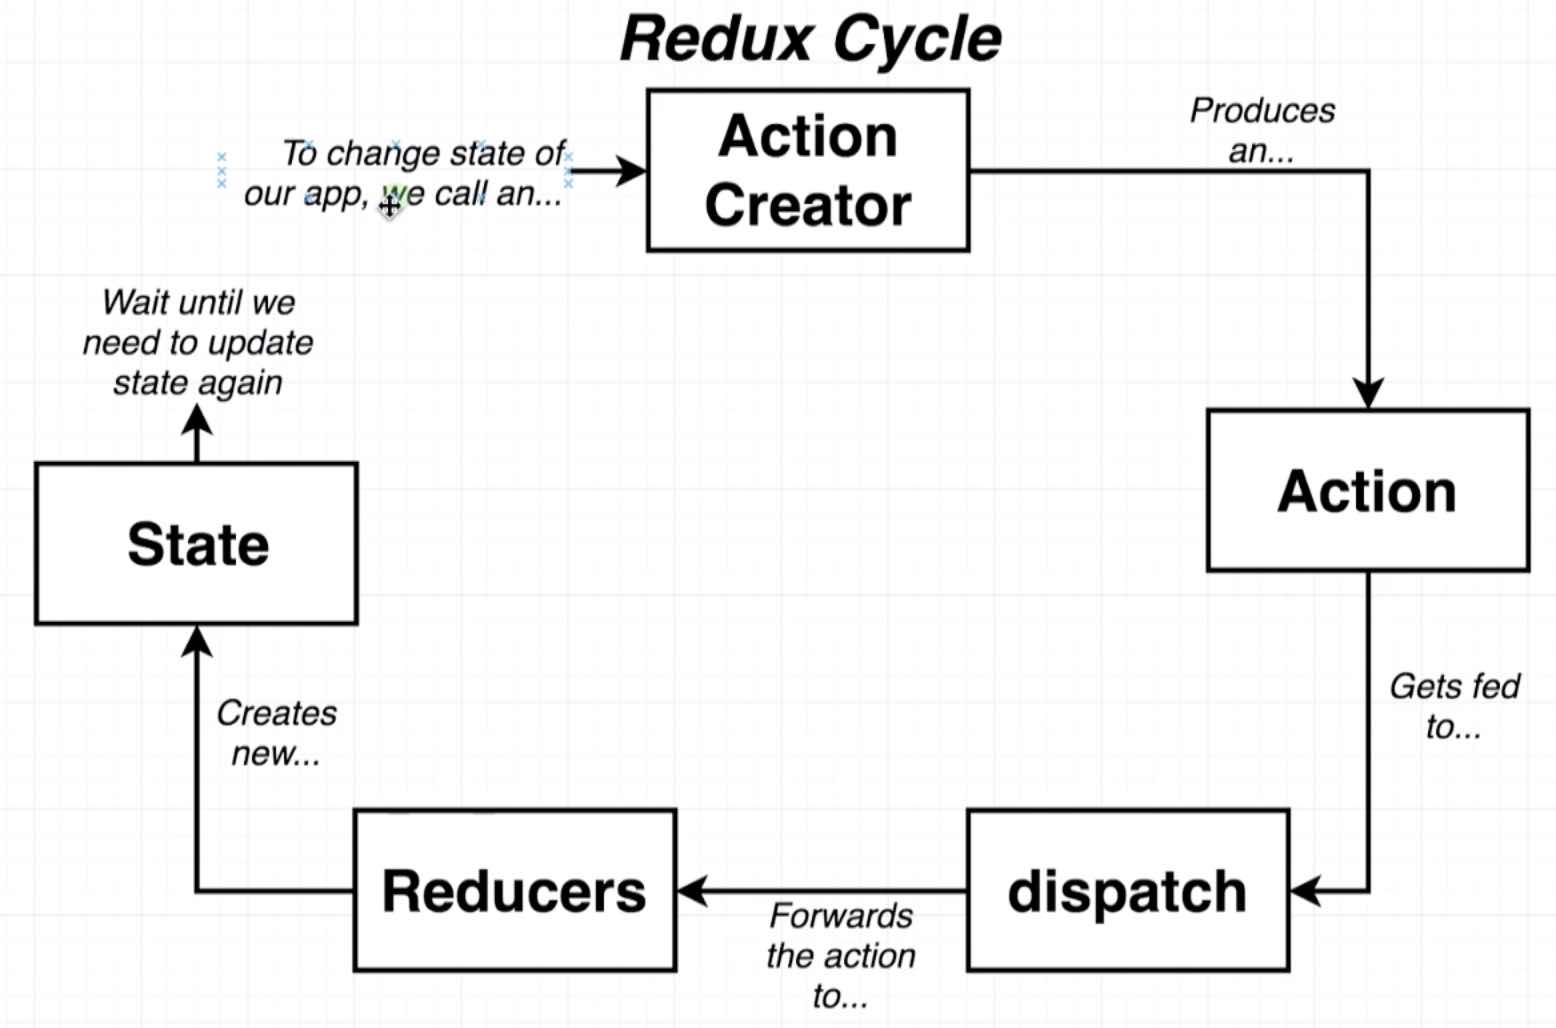 Redux Cycle
To change state of
our app, we call an...
Action
Creator
Produces
an...
Action
Gets fed
to...
dispatch
Forwards
the action
to...
Reducers
Creates
new...
State
Wait until we
need to update
state again